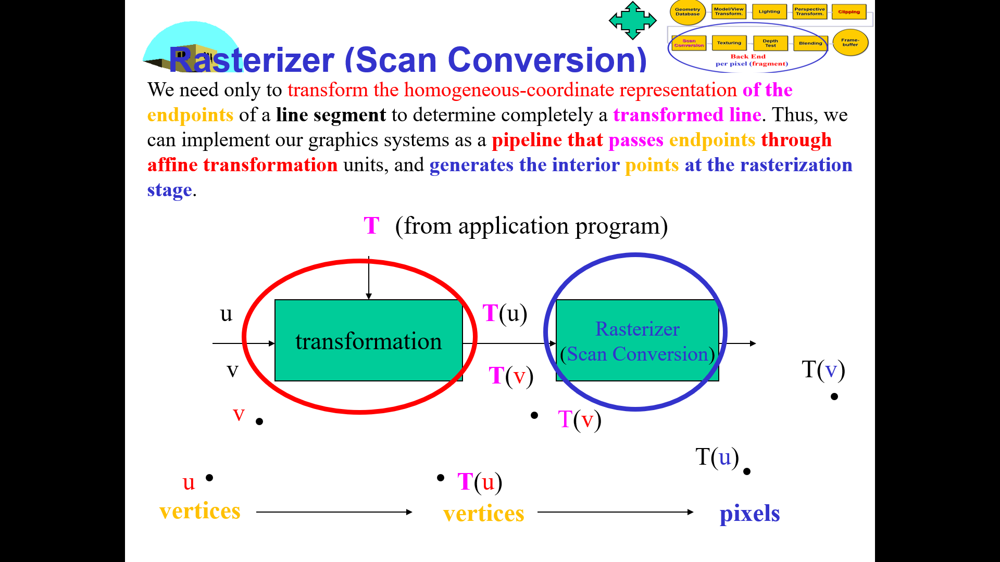 Geometry Database
Model/View Transform.
Lighting
Perspective Transform.
Clipping
Scan Conversion
Texturing
Depth Test
Blending
Frame-buffer
Back End
per pixel (fragment)
Rasterizer (Scan Conversion)
We need only to transform the homogeneous-coordinate representation of the
endpoints of a line segment to determine completely a transformed line. Thus, we
can implement our graphics systems as a pipeline that passes endpoints through
affine transformation units, and generates the interior points at the rasterization
stage.
T (from application program)
u
v
transformation
T(u)
T(v)
Rasterizer
(Scan Conversion)
T(v)
v
T(v)
T(u)
u
T(u)
vertices
vertices
pixels